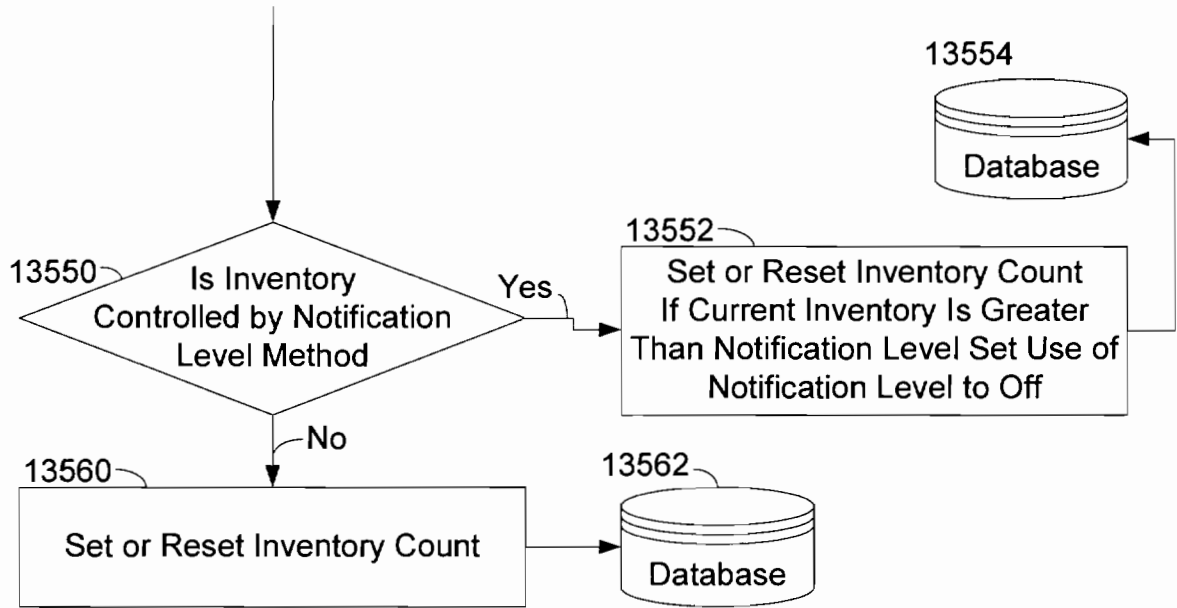 13554
Database
13552
Set or Reset Inventory Count
If Current Inventory Is Greater
Than Notification Level Set Use of
Notification Level to Off
13550
Is Inventory
Controlled by Notification
Level Method
Yes
No
13560
Set or Reset Inventory Count
13562
Database